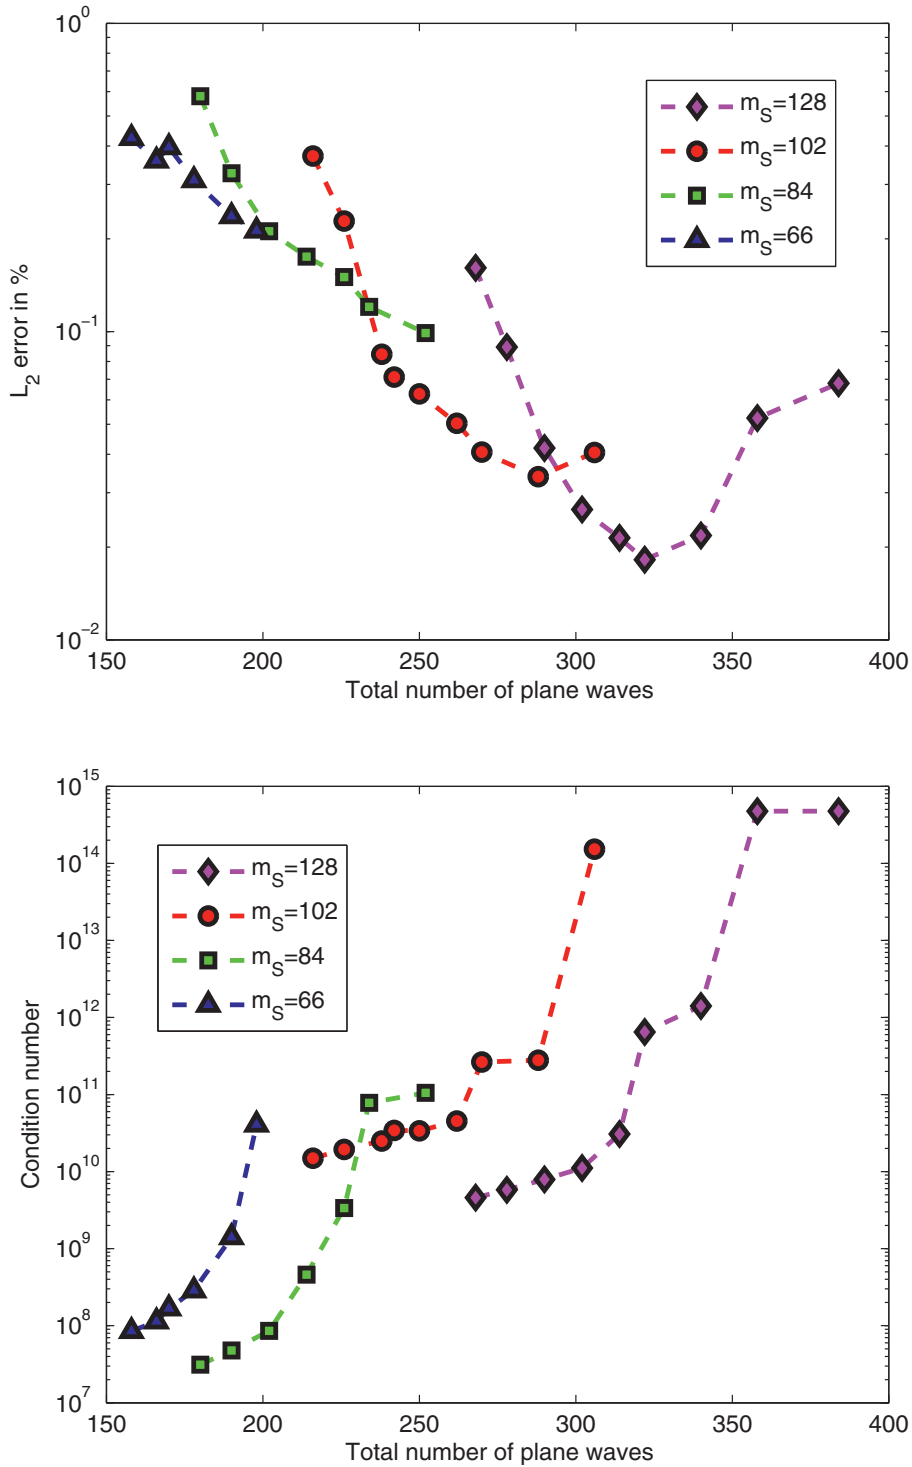 10^0
10^−1
10^−2
L_2 error in %
m_S=128
m_S=102
m_S=84
m_S=66
150 200 250 300 350 400
Total number of plane waves
10^15
10^14
10^13
10^12
10^11
10^10
10^9
10^8
10^7
Condition number
m_S=128
m_S=102
m_S=84
m_S=66
150 200 250 300 350 400
Total number of plane waves